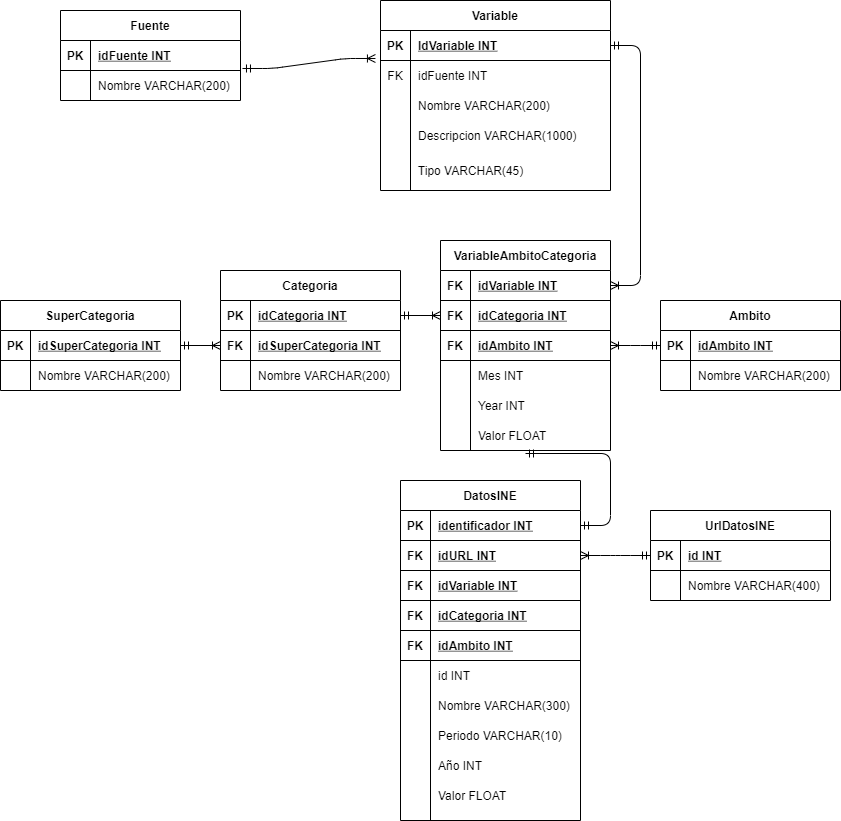 Fuente
PK idFuente INT
Nombre VARCHAR(200)
Variable
PK IdVariable INT
FK idFuente INT
Nombre VARCHAR(200)
Descripcion VARCHAR(1000)
Tipo VARCHAR(45)
SuperCategoria
PK idSuperCategoria INT
Nombre VARCHAR(200)
Categoria
PK idCategoria INT
FK idSuperCategoria INT
Nombre VARCHAR(200)
VariableAmbitoCategoria
FK idVariable INT
FK idCategoria INT
FK idAmbito INT
Mes INT
Year INT
Valor FLOAT
Ambito
PK idAmbito INT
Nombre VARCHAR(200)
DatosINE
PK identificador INT
FK idURL INT
FK idVariable INT
FK idCategoria INT
FK idAmbito INT
id INT
Nombre VARCHAR(300)
Periodo VARCHAR(10)
Año INT
Valor FLOAT
UrlDatosINE
PK id INT
Nombre VARCHAR(400)